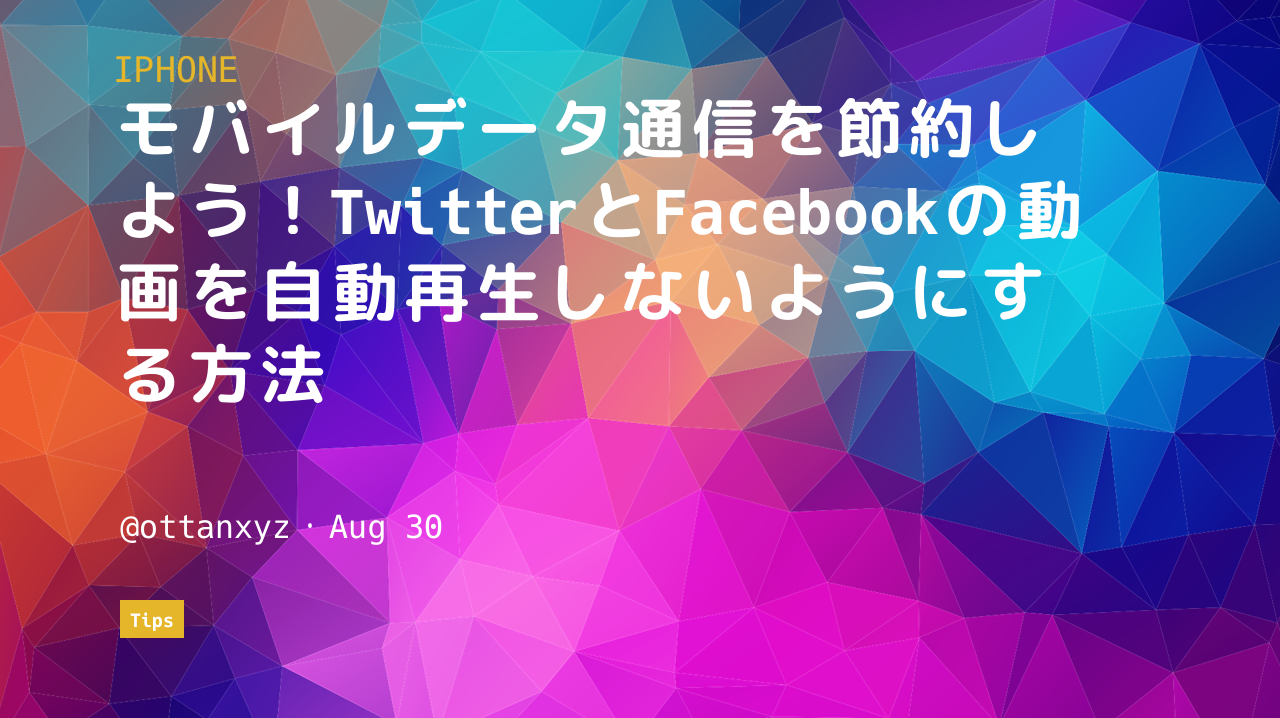 IPHONE
モバイルデータ通信を節約し
よう！TwitterとFacebookの動
画を自動再生しないようにす
る方法
@ottanxyz · Aug 30
Tips